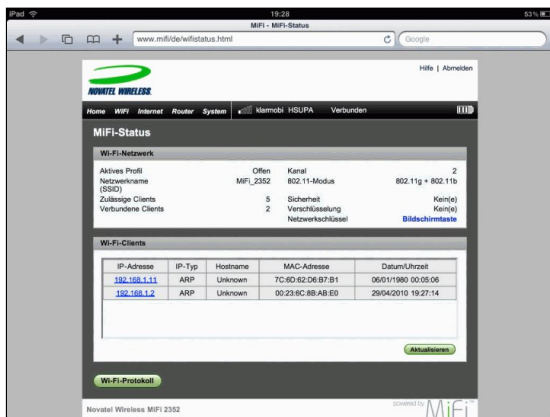 iPad 19:28 53%
MiFi - MiFi-Status
www.mifi/de/wifistatus.html Google
NOVATEL WIRELESS. Hilfe | Abmelden
Home WiFi Internet Router System klarmobi HSUPA Verbunden
MiFi-Status
Wi-Fi-Netzwerk
Aktives Profil Offen Kanal 2
Netzwerkname MiFi_2352 802.11-Modus 802.11g + 802.11b
(SSID)
Zulässige Clients 5 Sicherheit Kein(e)
Verbundene Clients 2 Verschlüsselung Kein(e)
Netzwerkschlüssel Bildschirmtaste
Wi-Fi-Clients
IP-Adresse IP-Typ Hostname MAC-Adresse Datum/Uhrzeit
192.168.1.11 ARP Unknown 7C:6D:62:D6:B7:B1 06/01/1980 00:05:06
192.168.1.2 ARP Unknown 00:23:6C:8B:AB:E0 29/04/2010 19:27:14
Aktualisieren
Wi-Fi-Protokoll
Novatel Wireless MiFi 2352 powered by MiFi™